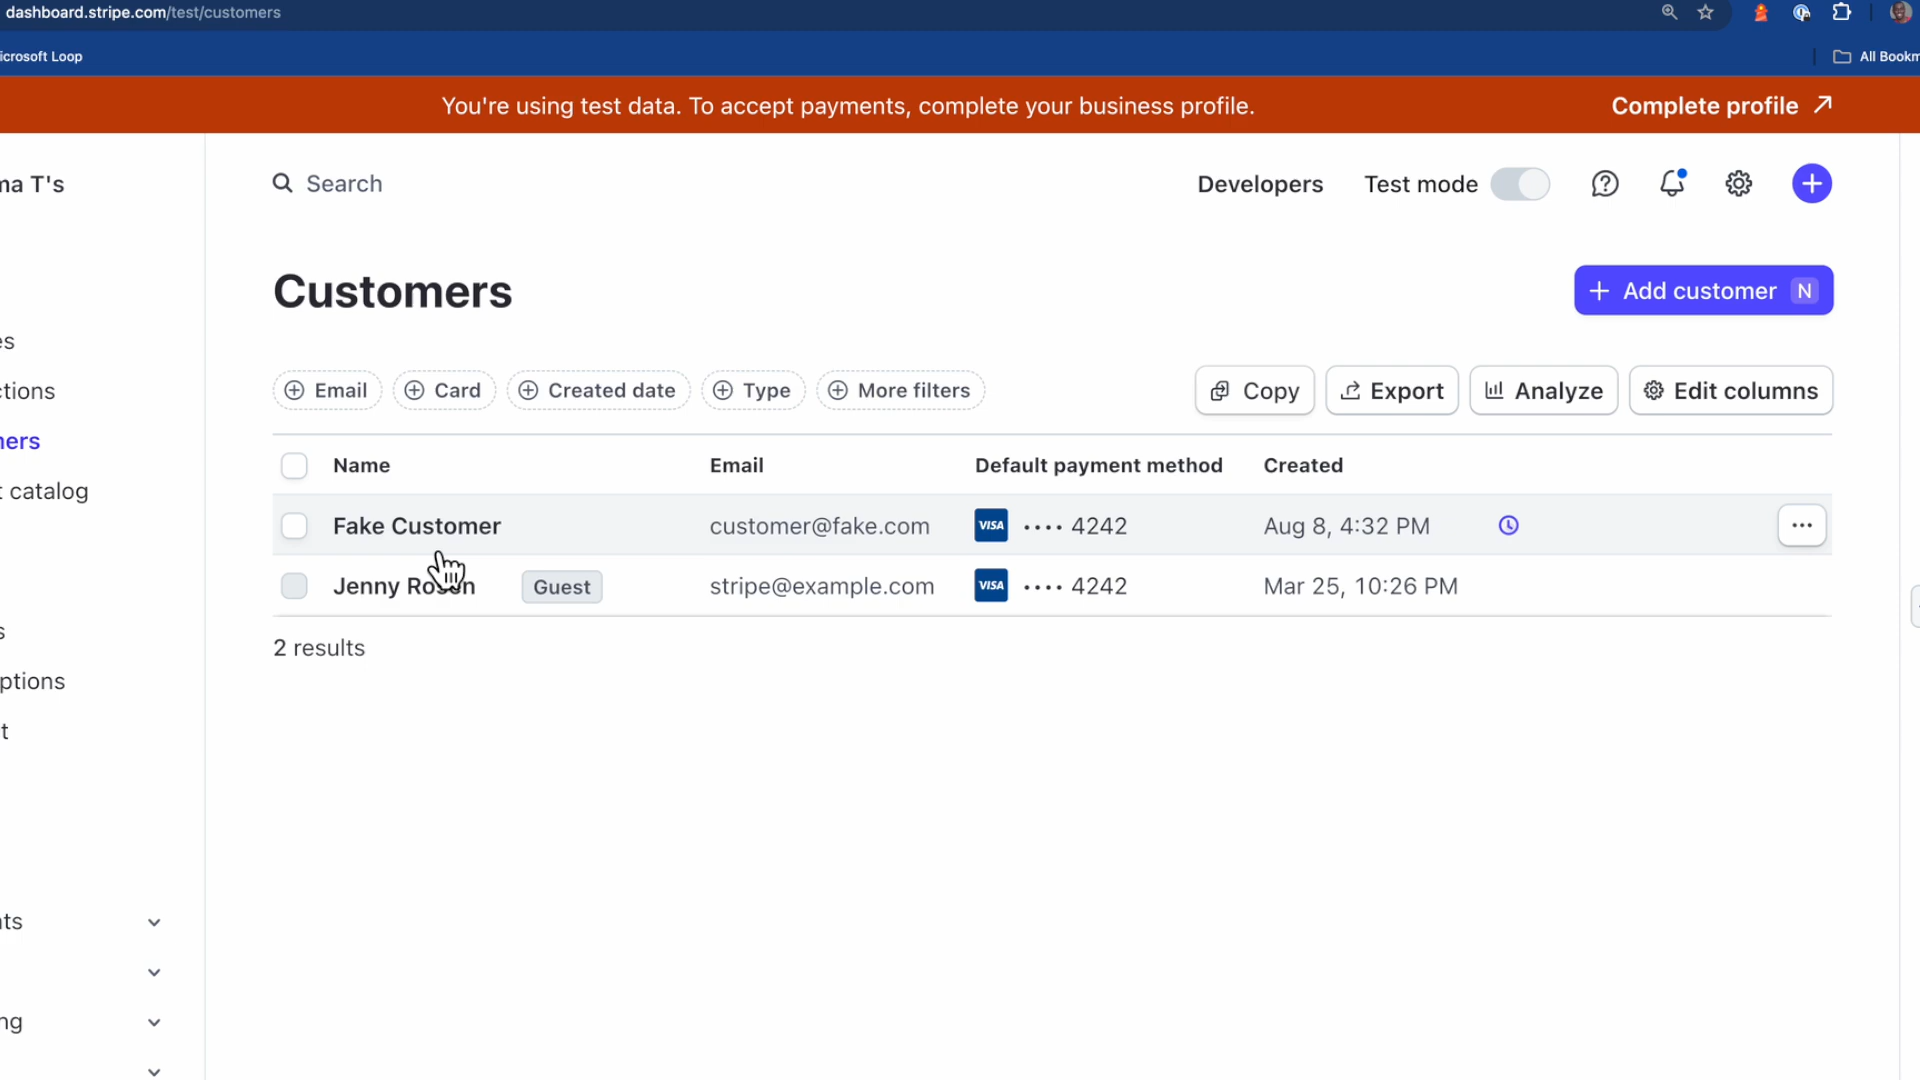 dashboard.stripe.com/test/customers
icrosoft Loop
All Bookm
You're using test data. To accept payments, complete your business profile.
Complete profile
ma T's
Search
Developers
Test mode
Customers
+ Add customer N
es
ctions
ners
t catalog
s
ptions
t
nts
ng
Email
Card
Created date
Type
More filters
Copy
Export
Analyze
Edit columns
Name Email Default payment method Created
Fake Customer customer@fake.com VISA •••• 4242 Aug 8, 4:32 PM
Jenny Rosen Guest stripe@example.com VISA •••• 4242 Mar 25, 10:26 PM
2 results